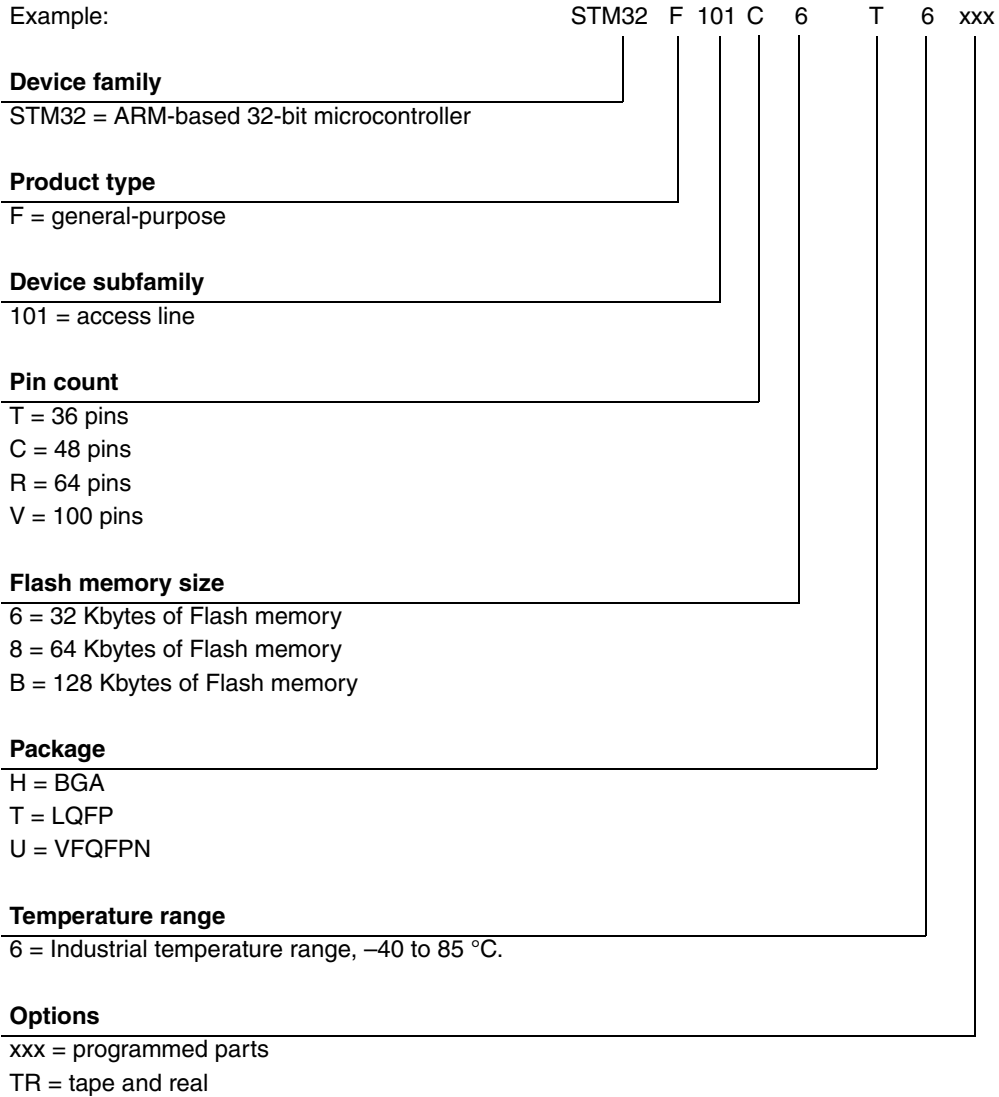 Example: STM32 F 101 C 6 T 6 xxx
Device family
STM32 = ARM-based 32-bit microcontroller
Product type
F = general-purpose
Device subfamily
101 = access line
Pin count
T = 36 pins
C = 48 pins
R = 64 pins
V = 100 pins
Flash memory size
6 = 32 Kbytes of Flash memory
8 = 64 Kbytes of Flash memory
B = 128 Kbytes of Flash memory
Package
H = BGA
T = LQFP
U = VFQFPN
Temperature range
6 = Industrial temperature range, –40 to 85 °C.
Options
xxx = programmed parts
TR = tape and real